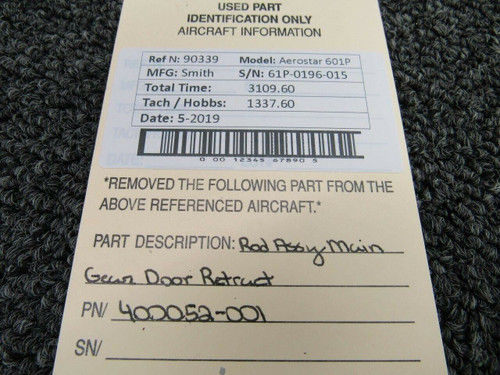 USED PART
IDENTIFICATION ONLY
AIRCRAFT INFORMATION
Ref N: 90339 Model: Aerostar 601P
MFG: Smith S/N: 61P-0196-015
Total Time: 3109.60
Tach / Hobbs: 1337.60
Date: 5-2019
0 00 12345 67890 5
*REMOVED THE FOLLOWING PART FROM THE
ABOVE REFERENCED AIRCRAFT.*
PART DESCRIPTION: Rod Assy Main
Gear Door Retract
PN/ 400052-001
SN/